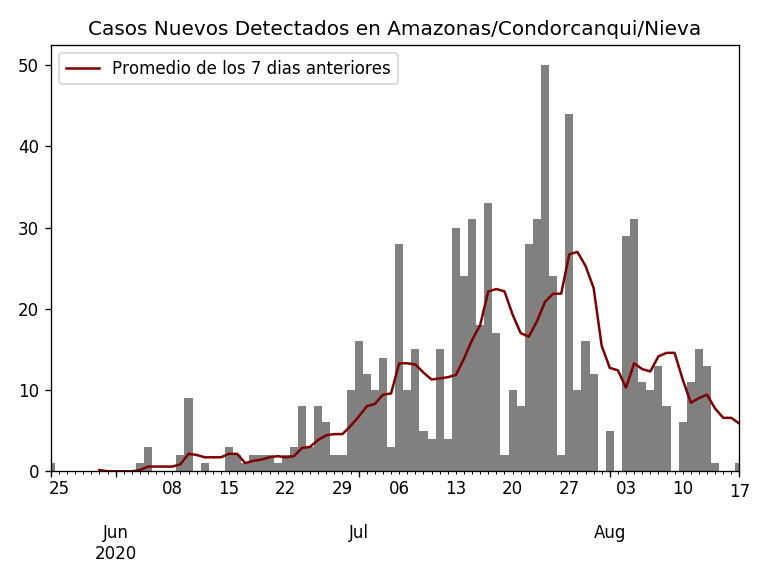 Casos Nuevos Detectados en Amazonas/Condorcanqui/Nieva
Promedio de los 7 dias anteriores
50
40
30
20
10
0
25 08 15 22 29 06 13 20 27 03 10 17
Jun Jul Aug
2020